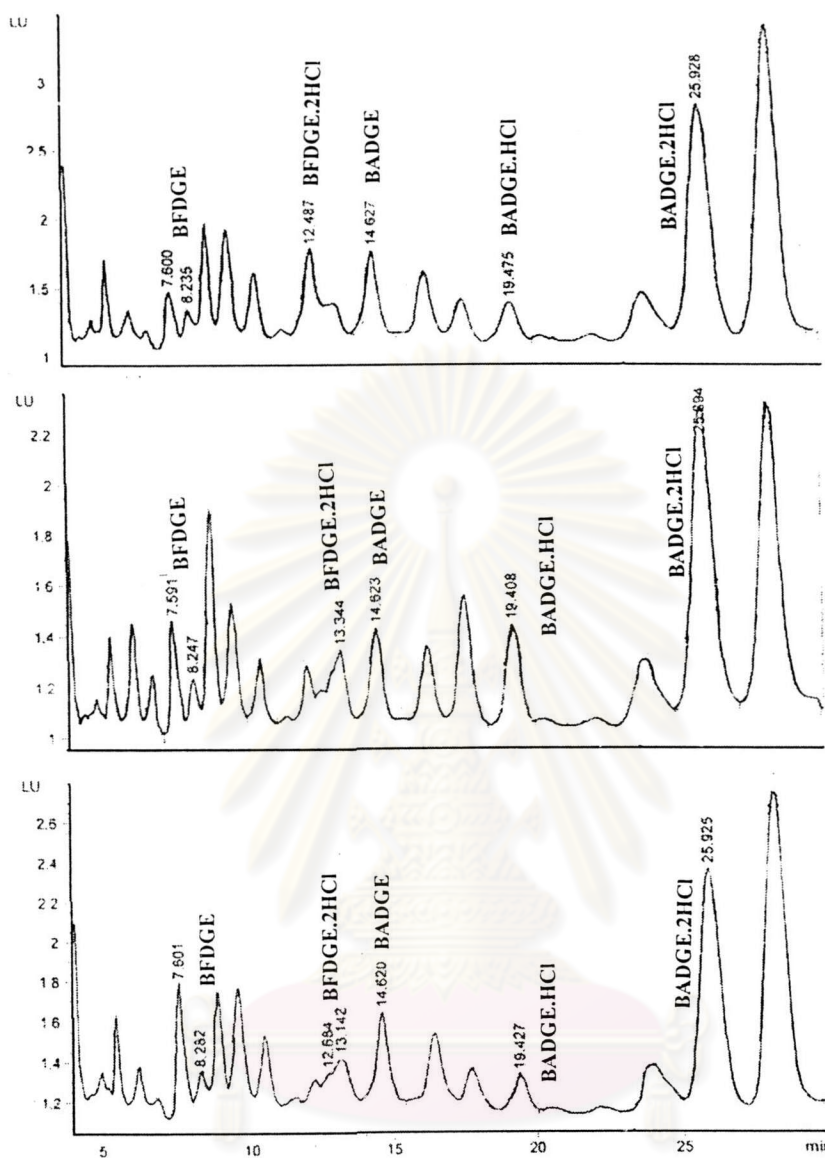 LU
3
2.5
2
1.5
1
7.600
BFDGE
8.235
12.487
BFDGE.2HCl
14.627
BADGE
19.475
BADGE.HCl
BADGE.2HCl
25.928
LU
2.2
2
1.8
1.6
1.4
1.2
1
7.591
BFDGE
8.247
BFDGE.2HCl
13.344
14.623
BADGE
19.408
BADGE.HCl
BADGE.2HCl
LU
2.6
2.4
2.2
2
1.8
1.6
1.4
1.2
7.601
BFDGE
8.282
12.684
BFDGE.2HCl
13.142
14.620
BADGE
19.427
BADGE.HCl
BADGE.2HCl
25.925
5
10
15
20
25
min